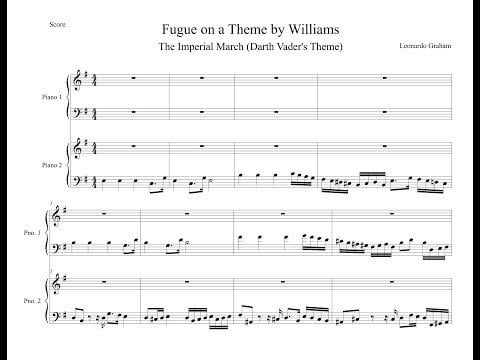 Score
Fugue on a Theme by Williams
The Imperial March (Darth Vader's Theme)
Leonardo Graham
Piano 1
Piano 2
5
Pno. 1
Pno. 2